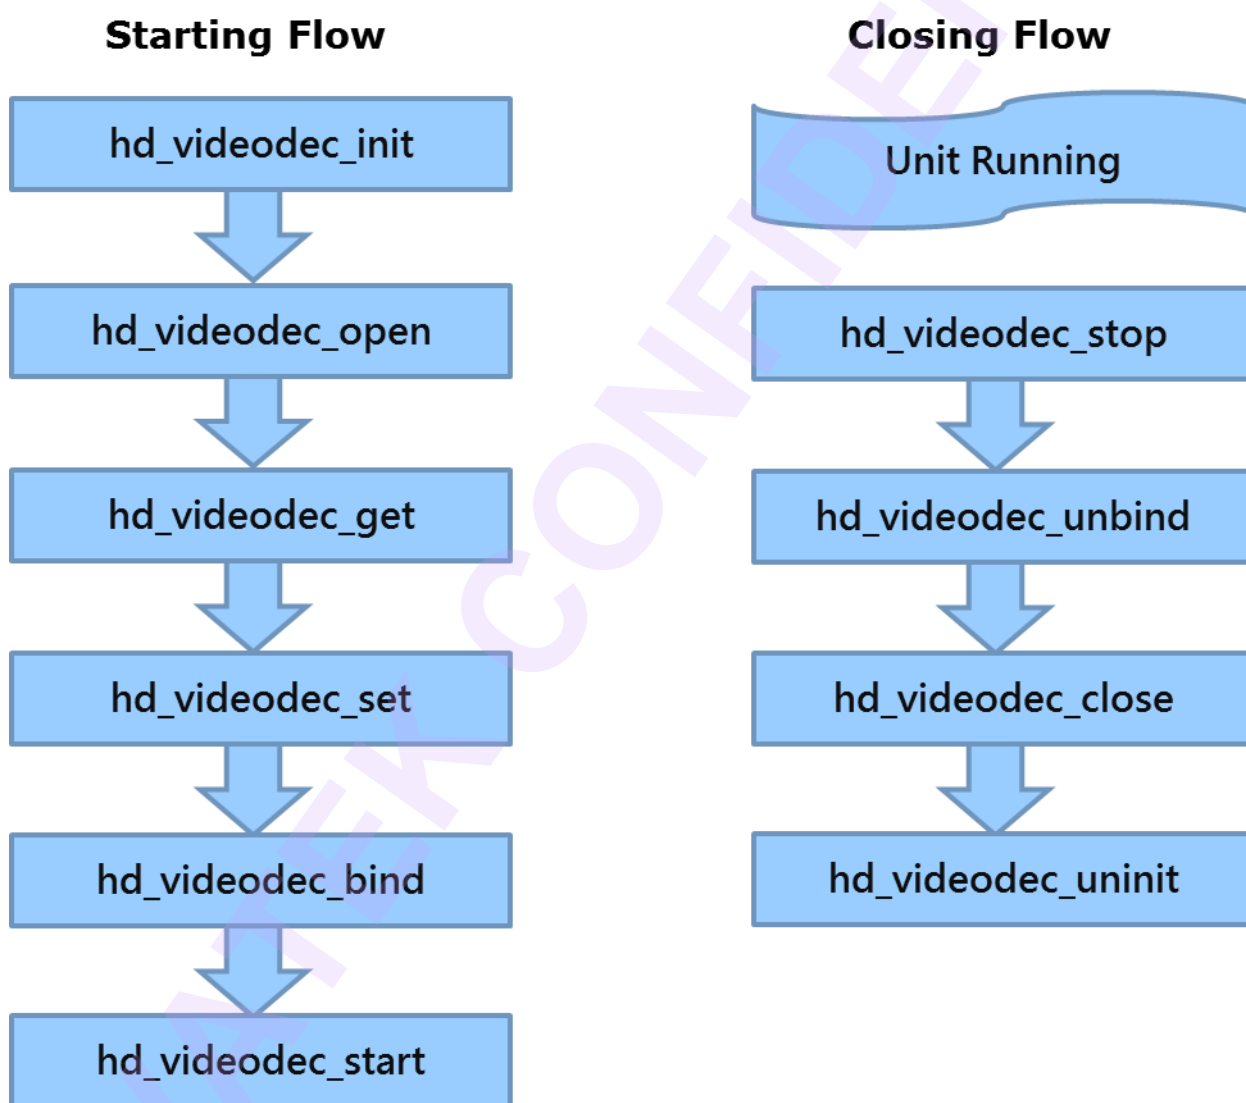 Starting Flow
hd_videodec_init
hd_videodec_open
hd_videodec_get
hd_videodec_set
hd_videodec_bind
hd_videodec_start
Closing Flow
Unit Running
hd_videodec_stop
hd_videodec_unbind
hd_videodec_close
hd_videodec_uninit